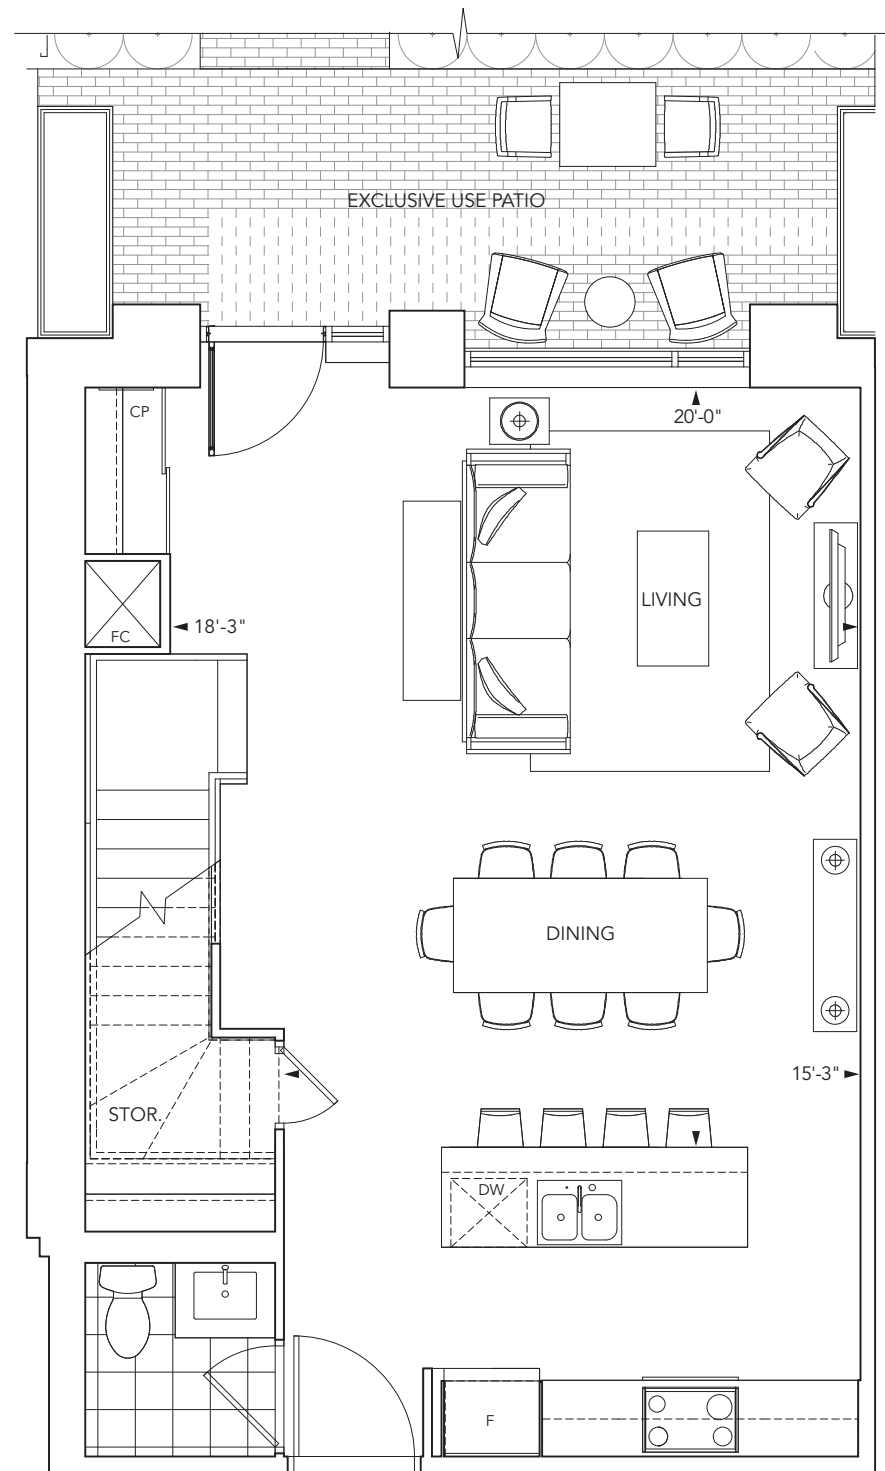 EXCLUSIVE USE PATIO
CP
20'-0"
LIVING
FC
18'-3"
DINING
15'-3"
STOR.
DW
F